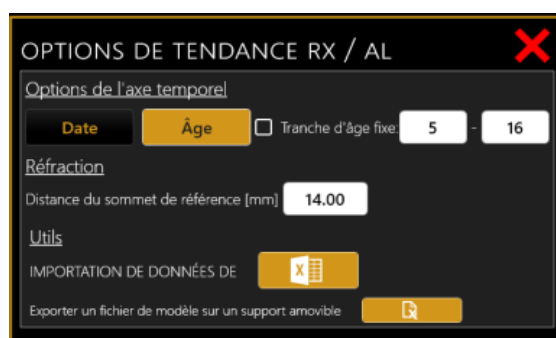 OPTIONS DE TENDANCE RX / AL
Options de l'axe temporel
Date Âge Tranche d'âge fixe: 5 - 16
Réfraction
Distance du sommet de référence [mm] 14.00
Utils
IMPORTATION DE DONNÉES DE
Exporter un fichier de modèle sur un support amovible